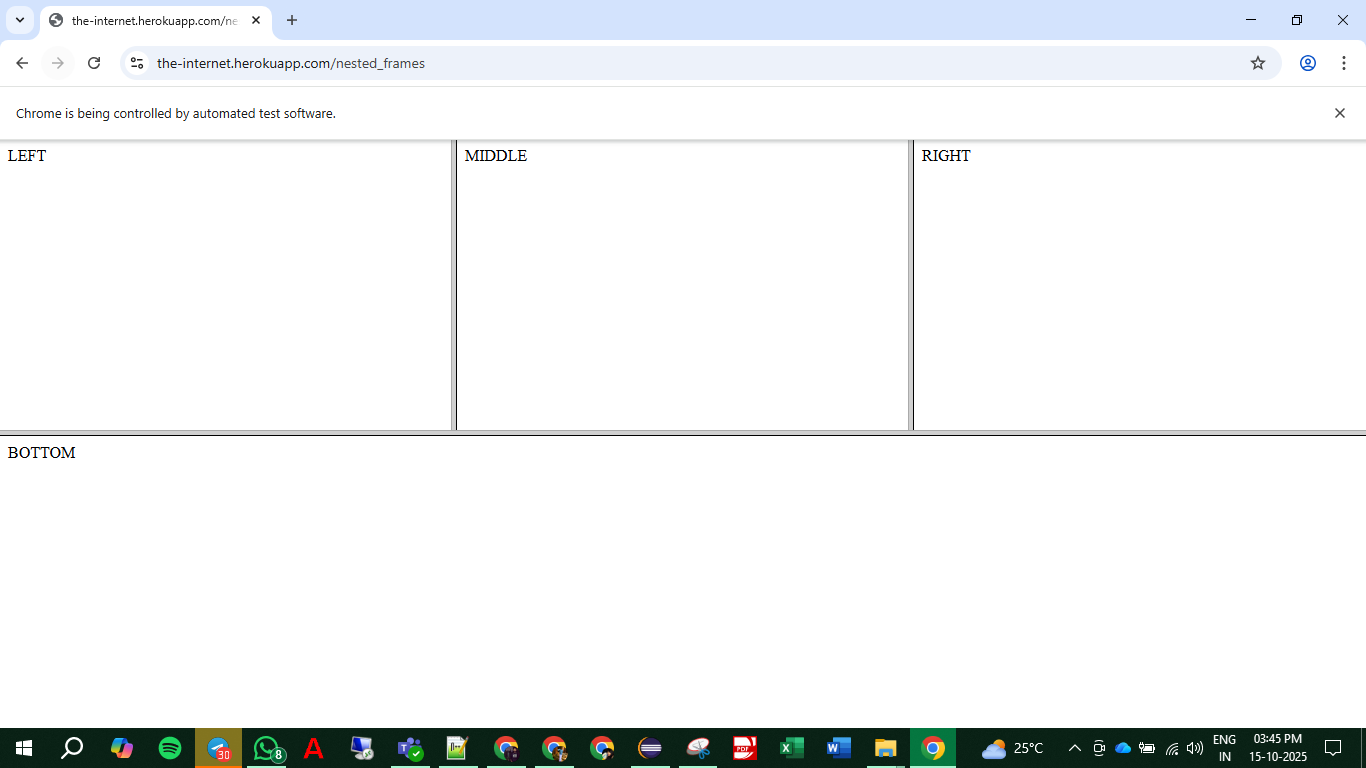 the-internet.herokuapp.com/ne
the-internet.herokuapp.com/nested_frames
Chrome is being controlled by automated test software.
LEFT
MIDDLE
RIGHT
BOTTOM
30
8
PDF
25°C
ENG
IN
03:45 PM
15-10-2025